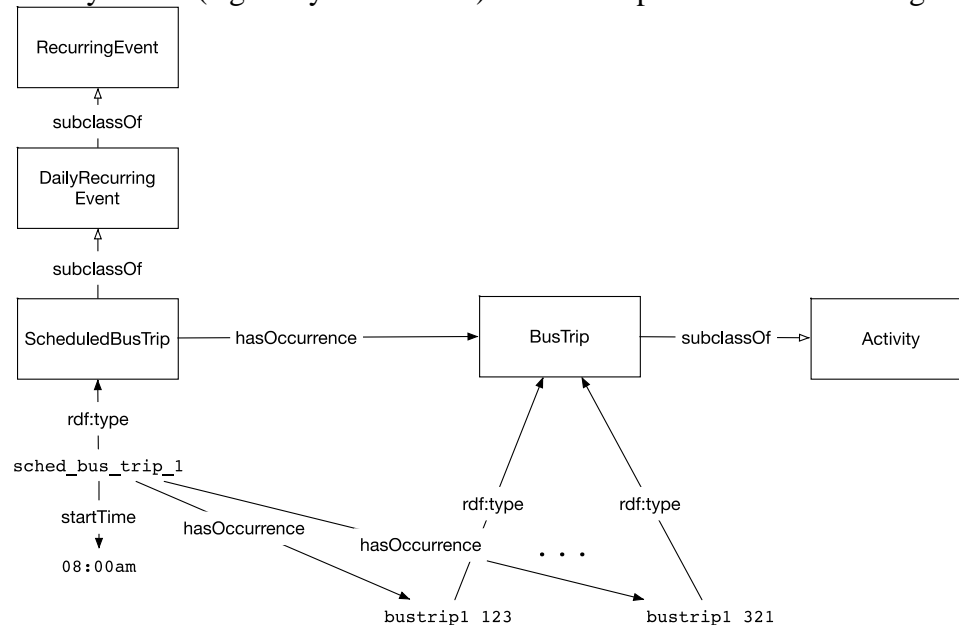 RecurringEvent
subclassOf
DailyRecurring
Event
subclassOf
ScheduledBusTrip
hasOccurrence
BusTrip
subclassOf
Activity
rdf:type
sched_bus_trip_1
rdf:type
rdf:type
startTime
hasOccurrence
hasOccurrence
. . .
08:00am
bustrip1 123
bustrip1 321